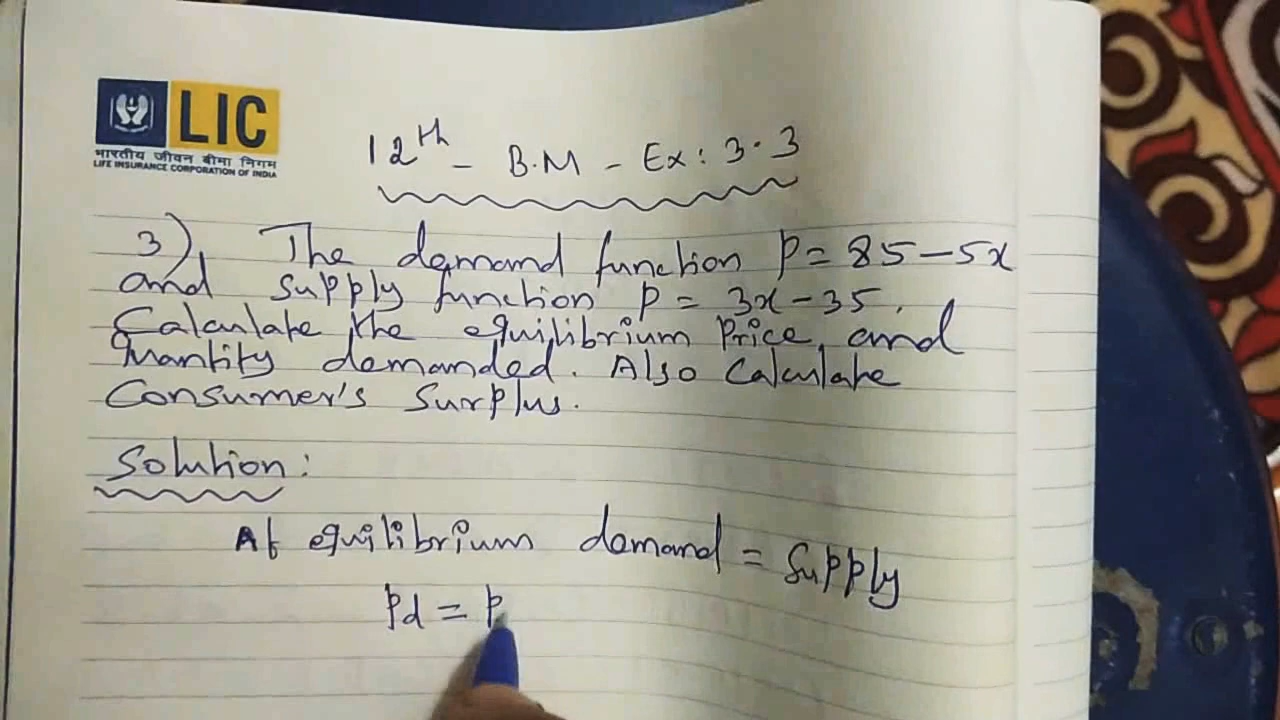 LIC
भारतीय जीवन बीमा निगम
LIFE INSURANCE CORPORATION OF INDIA
12th - B.M - Ex: 3.3
3). The demand function P = 85 - 5x
and supply function P = 3x - 35.
Calculate the equilibrium Price and
Quantity demanded. Also Calculate
Consumer's Surplus.
Solution:
At equilibrium demand = Supply
Pd = P